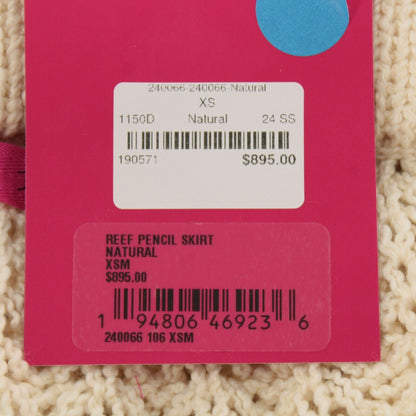 240066-240066-Natural
XS
1150D Natural 24 SS
190571 $895.00
REEF PENCIL SKIRT
NATURAL
XSM
$895.00
1 94806 46923 6
240066 106 XSM